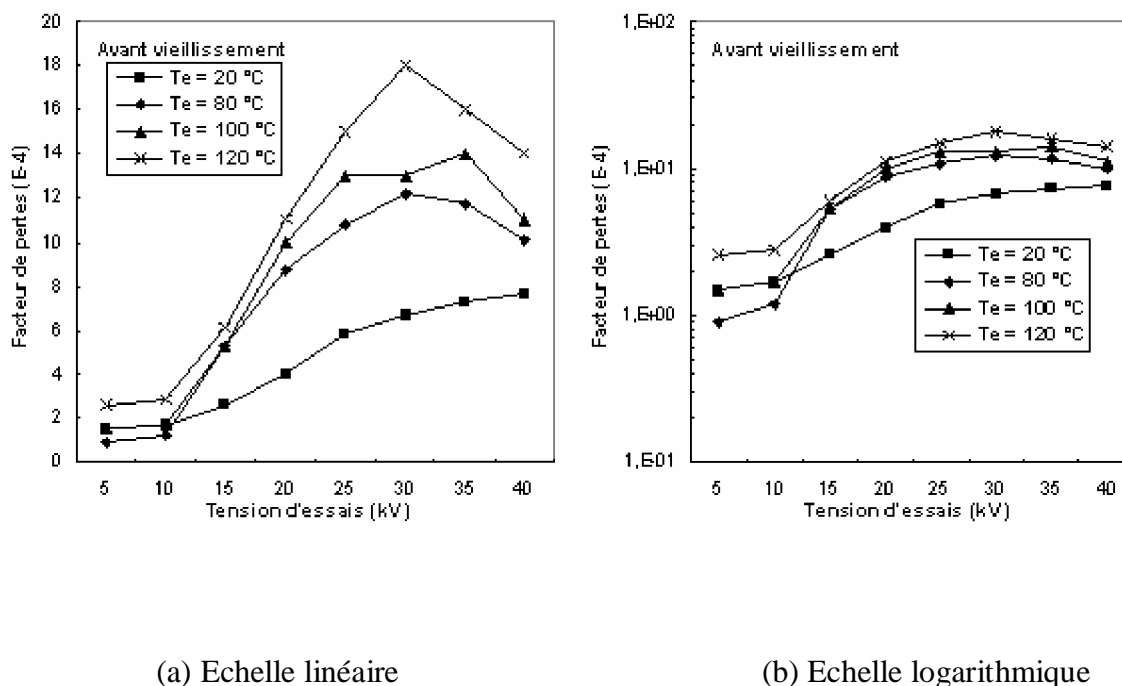 20
18
16
14
12
10
8
6
4
2
0
Facteur de pertes ( E-4)
Avant vieillissement
Te = 20 °C
Te = 80 °C
Te = 100 °C
Te = 120 °C
5 10 15 20 25 30 35 40
Tension d'essais (kV)
1,E+02
1,E+01
1,E+00
1,E-01
Facteur de pertes ( E-4)
Avant vieillissement
Te = 20 °C
Te = 80 °C
Te = 100 °C
Te = 120 °C
5 10 15 20 25 30 35 40
Tension d'essais (kV)
(a) Echelle linéaire
(b) Echelle logarithmique